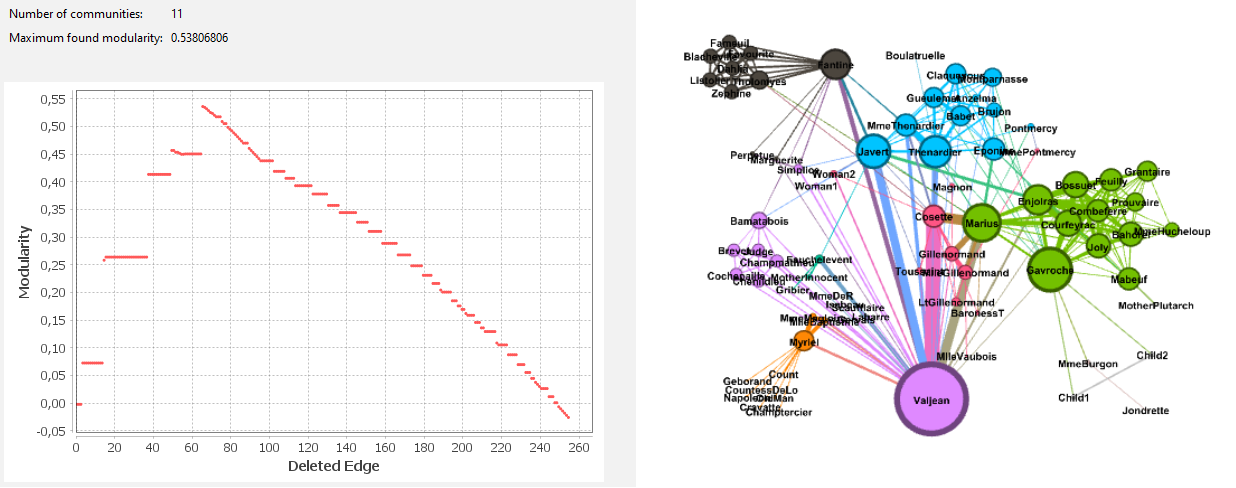 Number of communities: 11
Maximum found modularity: 0.53806806
0,55
0,50
0,45
0,40
0,35
0,30
0,25
0,20
0,15
0,10
0,05
0,00
-0,05
Modularity
0 20 40 60 80 100 120 140 160 180 200 220 240 260
Deleted Edge
Fameuil
Blacheville Favourite
Dahlia
Listolier Tholomyes
Zephine
Fantine
Boulatruelle
Claquesous
Montparnasse
Gueulemer Anzelma
Babet Brujon
MmeThenardier
Pontmercy
Javert Thenardier Eponine MmePontmercy
Perpetue
Marguerite
Simplice
Woman2
Woman1
Magnon
Grantaire
Bossuet Feuilly
Enjolras Prouvaire
Combeferre
Cosette Marius Courfeyrac
Bahorel MmeHucheloup
Joly
Bamatabois
Brevet Judge
Champmathieu Fauchelevent
Cochepaille
Chenildieu MotherInnocent
Gribier
Gillenormand
Toussaint MlleGillenormand
Gavroche
Mabeuf
MmeDeR
Isabeau
Scaufflaire
Labarre
Gervais
LtGillenormand
BaronessT
MotherPlutarch
MmeMagloire
MlleBaptistine
Myriel
MlleVaubois
Child2
MmeBurgon
Count
Geborand
CountessDeLo
Napoleon OldMan
Cravatte
Champtercier
Valjean
Child1
Jondrette